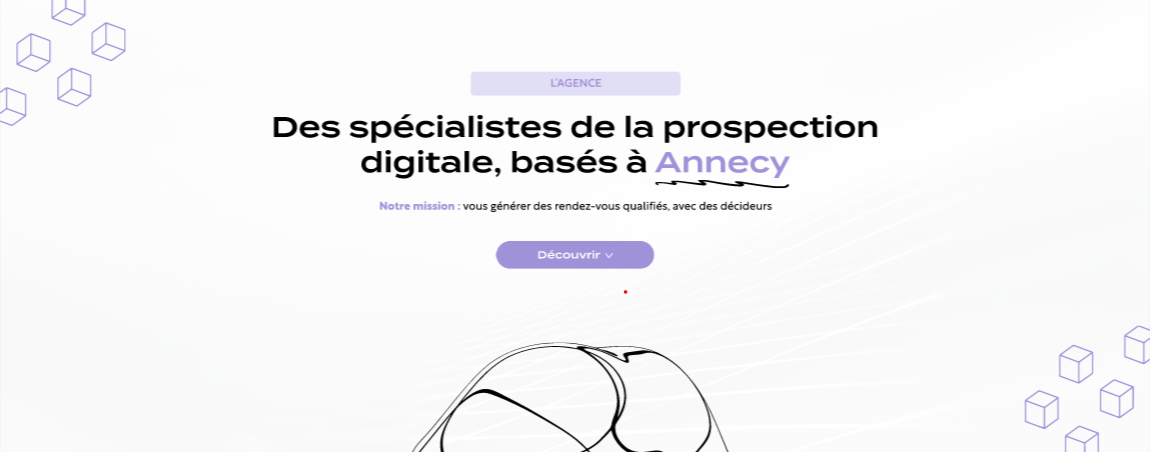 L'AGENCE
Des spécialistes de la prospection
digitale, basés à Annecy
Notre mission : vous générer des rendez-vous qualifiés, avec des décideurs
Découvrir